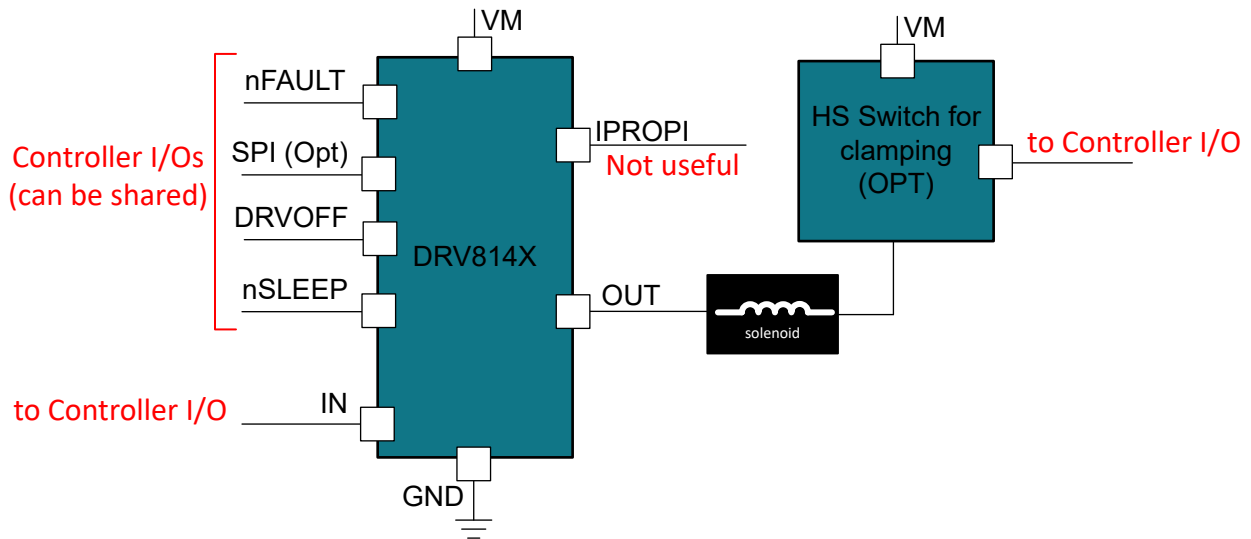 VM
nFAULT
SPI (Opt)
DRVOFF
nSLEEP
Controller I/Os
(can be shared)
to Controller I/O
IN
DRV814X
IPROPI
Not useful
OUT
GND
solenoid
VM
HS Switch for
clamping
(OPT)
to Controller I/O